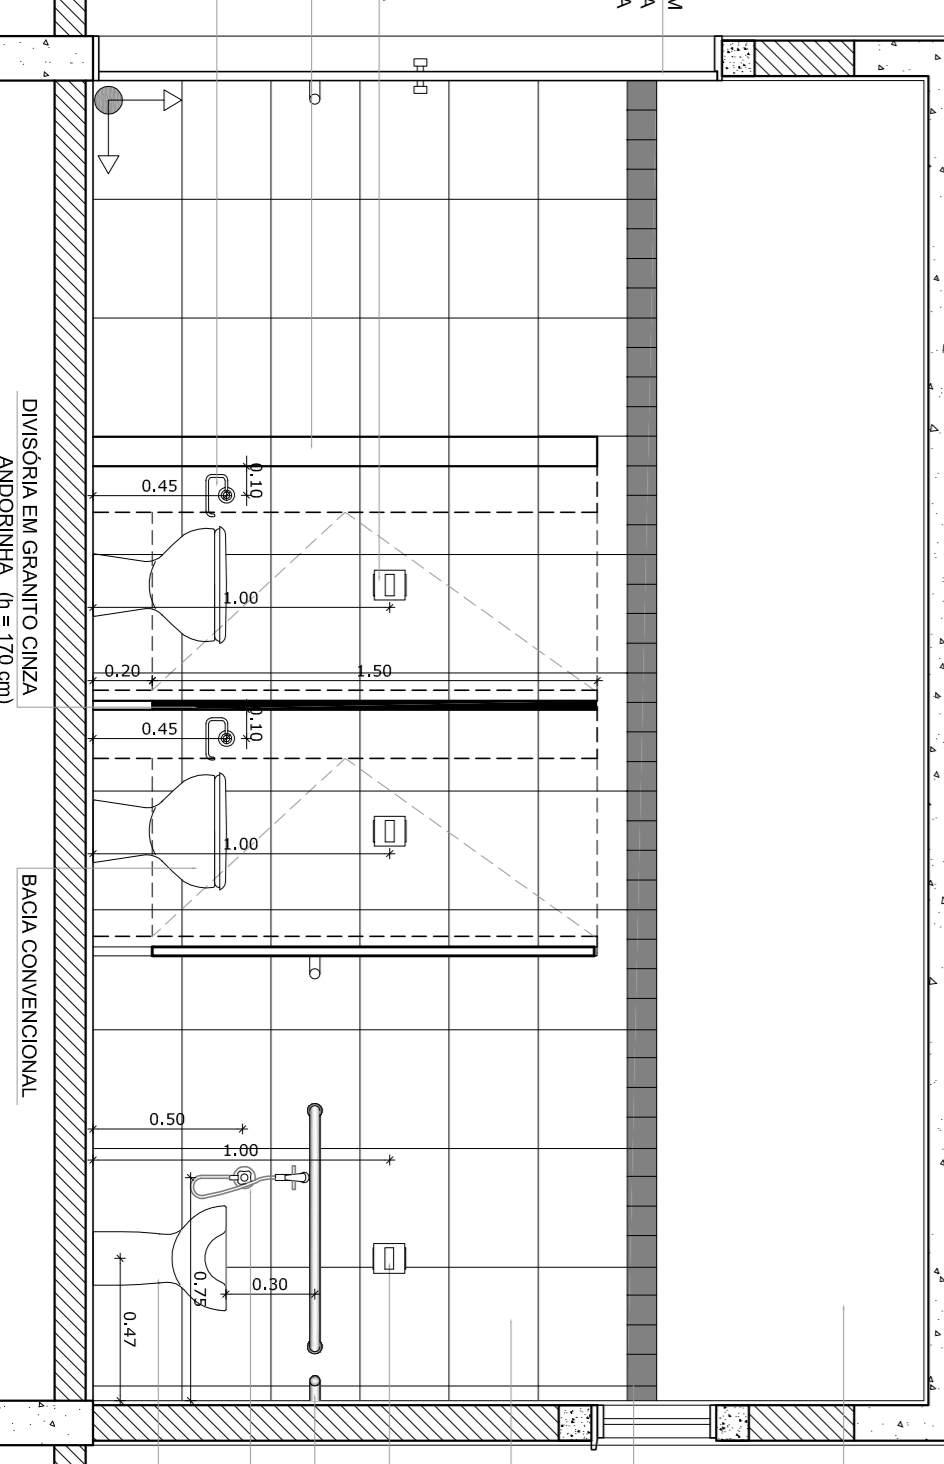 M
A
A
DIVISÓRIA EM GRANITO CINZA
ANDORINHA (h = 170 cm)
BACIA CONVENCIONAL
0.45
0.10
1.00
0.20
1.50
0.45
0.10
1.00
0.50
1.00
0.75
0.30
0.47